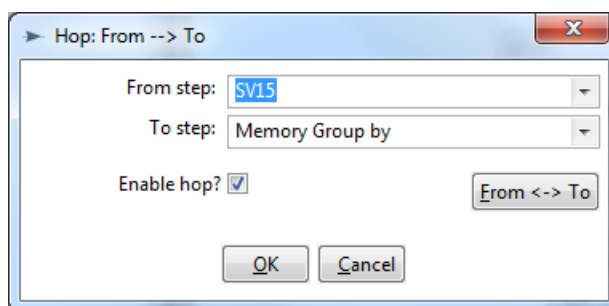 Hop: From --> To
From step: SV15
To step: Memory Group by
Enable hop?
From <-> To
OK Cancel